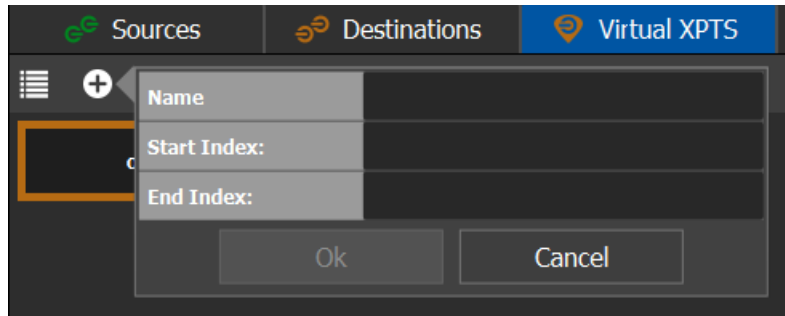 Sources
Destinations
Virtual XPTS
Name
Start Index:
End Index:
Ok
Cancel